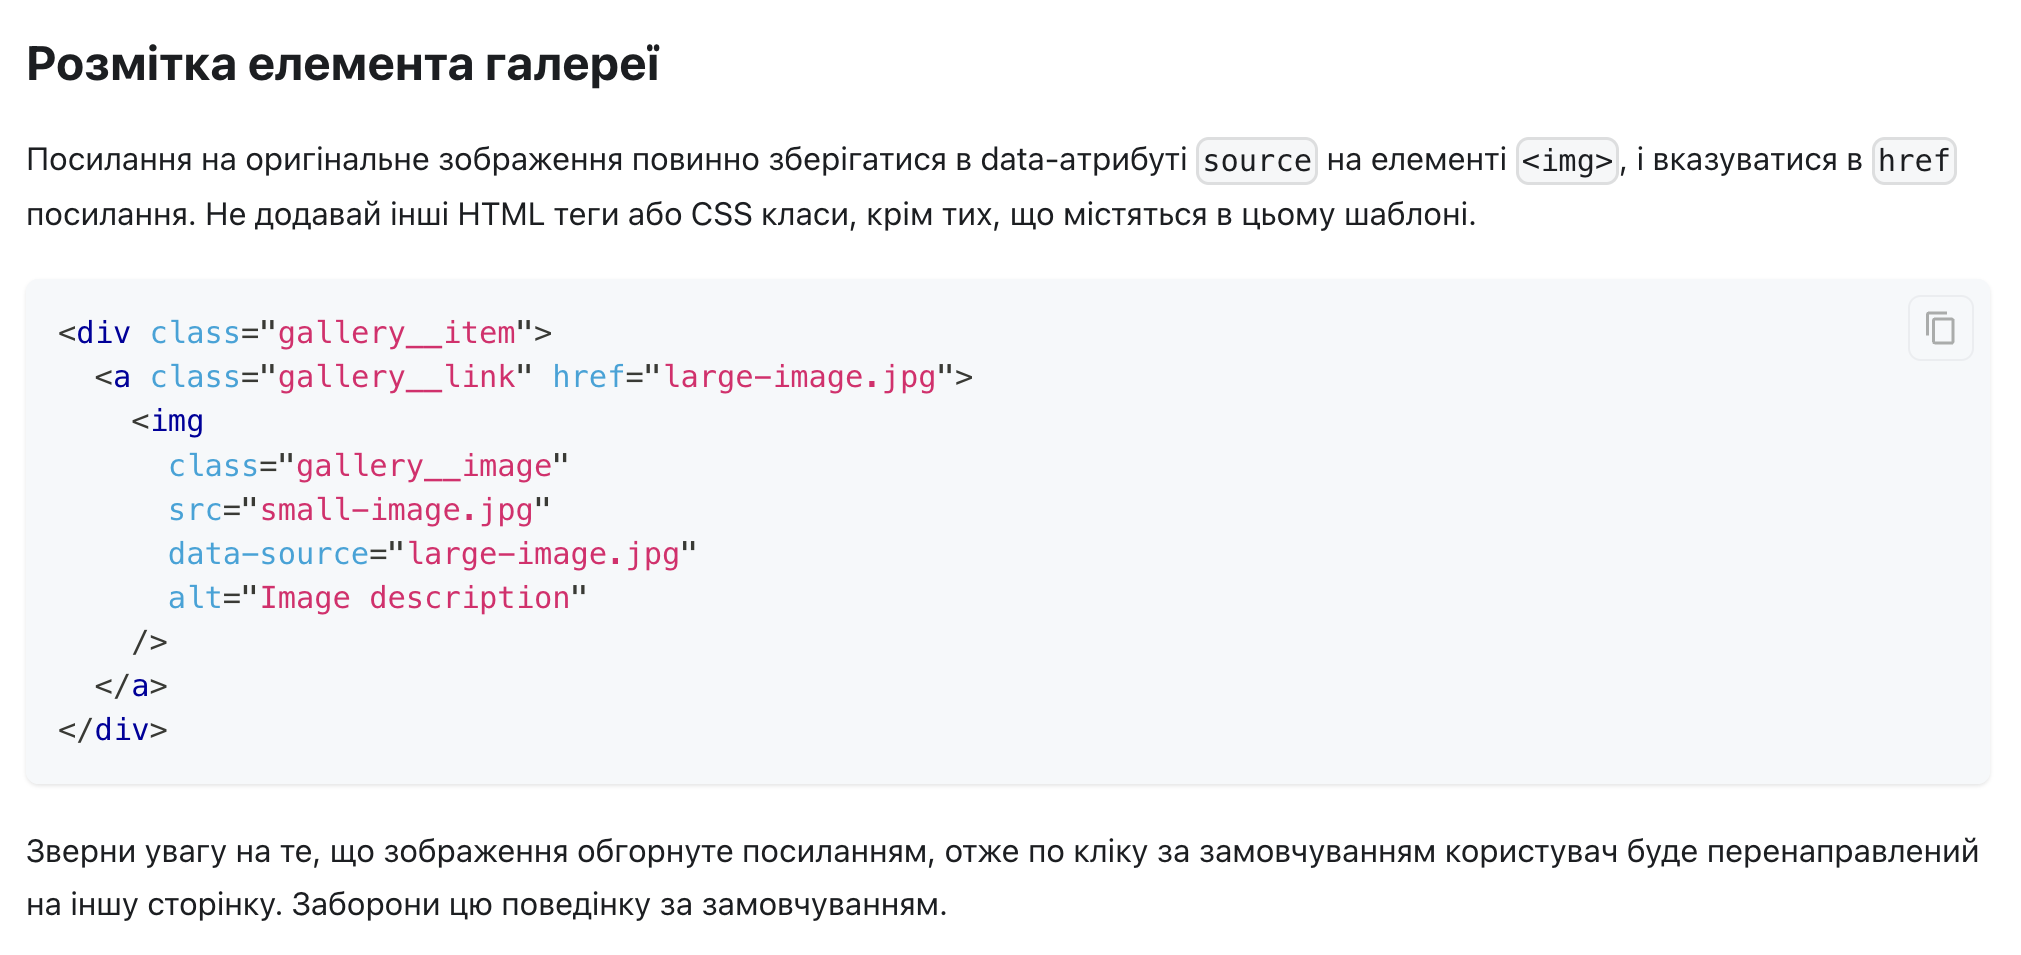 Розмітка елемента галереї
Посилання на оригінальне зображення повинно зберігатися в data-атрибуті source на елементі <img>, і вказуватися в href
посилання. Не додавай інші HTML теги або CSS класи, крім тих, що містяться в цьому шаблоні.
<div class="gallery__item">
  <a class="gallery__link" href="large-image.jpg">
    <img
      class="gallery__image"
      src="small-image.jpg"
      data-source="large-image.jpg"
      alt="Image description"
    />
  </a>
</div>
Зверни увагу на те, що зображення обгорнуте посиланням, отже по кліку за замовчуванням користувач буде перенаправлений
на іншу сторінку. Заборони цю поведінку за замовчуванням.